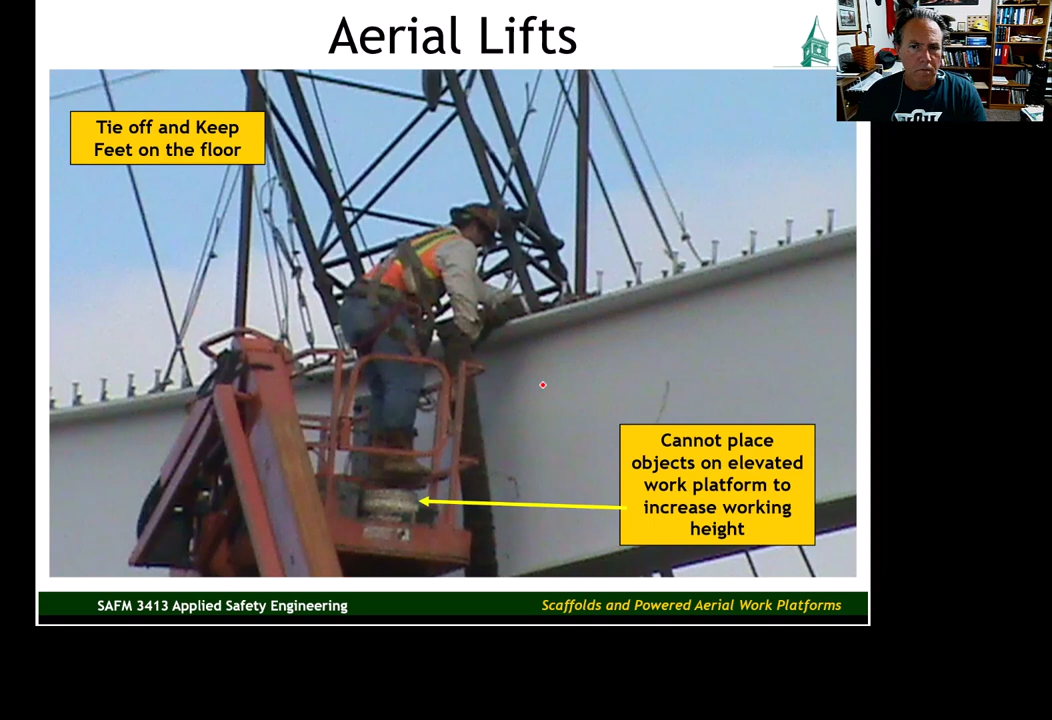 Aerial Lifts
Tie off and Keep
Feet on the floor
Cannot place
objects on elevated
work platform to
increase working
height
SAFM 3413 Applied Safety Engineering
Scaffolds and Powered Aerial Work Platforms